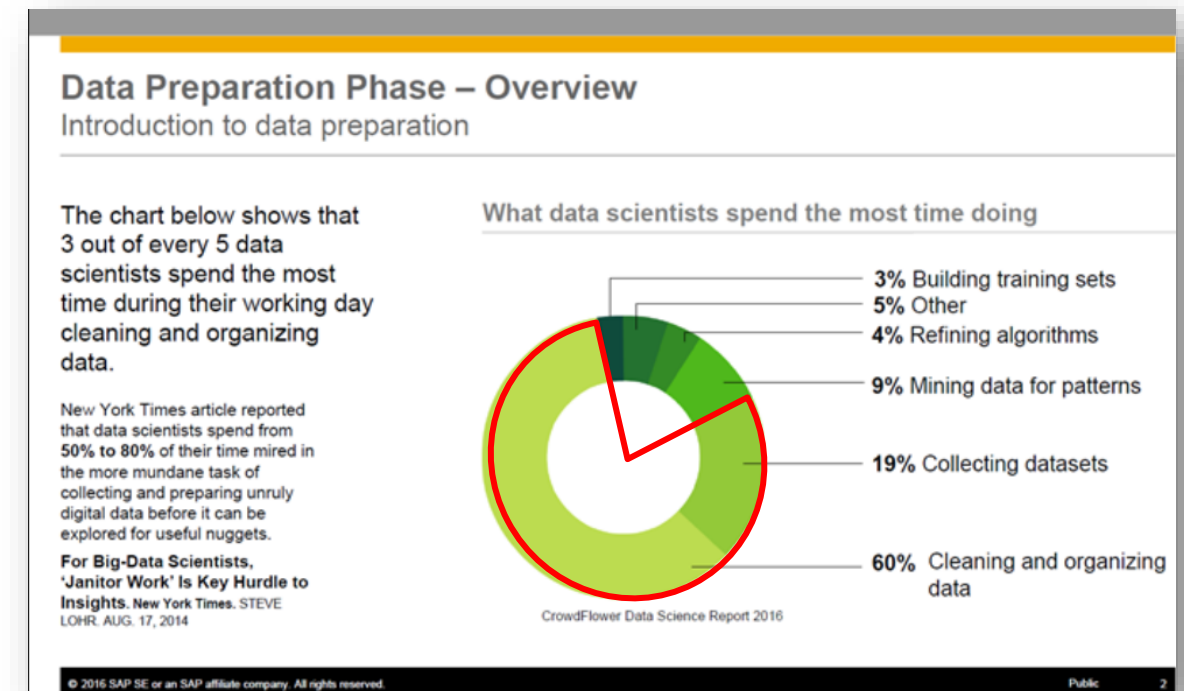 Data Preparation Phase – Overview
Introduction to data preparation
The chart below shows that
3 out of every 5 data
scientists spend the most
time during their working day
cleaning and organizing
data.
New York Times article reported
that data scientists spend from
50% to 80% of their time mired in
the more mundane task of
collecting and preparing unruly
digital data before it can be
explored for useful nuggets.
For Big-Data Scientists,
‘Janitor Work’ Is Key Hurdle to
Insights. New York Times. STEVE
LOHR. AUG. 17, 2014
What data scientists spend the most time doing
3% Building training sets
5% Other
4% Refining algorithms
9% Mining data for patterns
19% Collecting datasets
60% Cleaning and organizing
data
CrowdFlower Data Science Report 2016
© 2016 SAP SE or an SAP affiliate company. All rights reserved.
Public 2